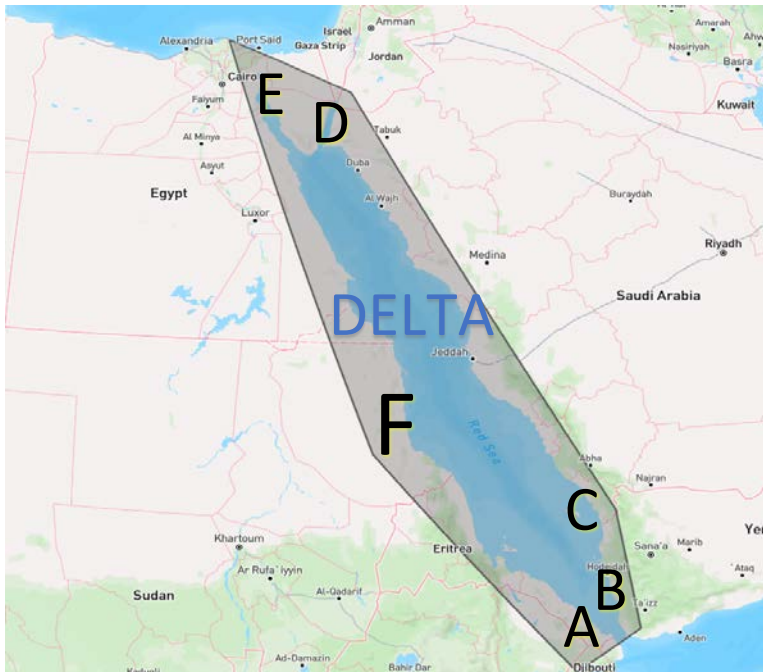 Alexandria
Port Said
Israel
Amman
Gaza Strip
Jordan
Amarah
Nasiriyah
Basra
Cairo
E
Faiyum
D
Tabuk
Kuwait
Al Minya
Duba
Asyut
Egypt
Al Wajh
Buraydah
Luxor
Medina
Riyadh
Saudi Arabia
DELTA
Jeddah
F
Red Sea
Abha
Najran
C
Khartoum
Eritrea
Sana'a
Marib
Hodeidah
Ar Rufa`iyyin
Al-Qadarif
B
Ta'izz
`Ataq
Sudan
A
Aden
Djibouti
Ad-Damazin
Bahir Dar